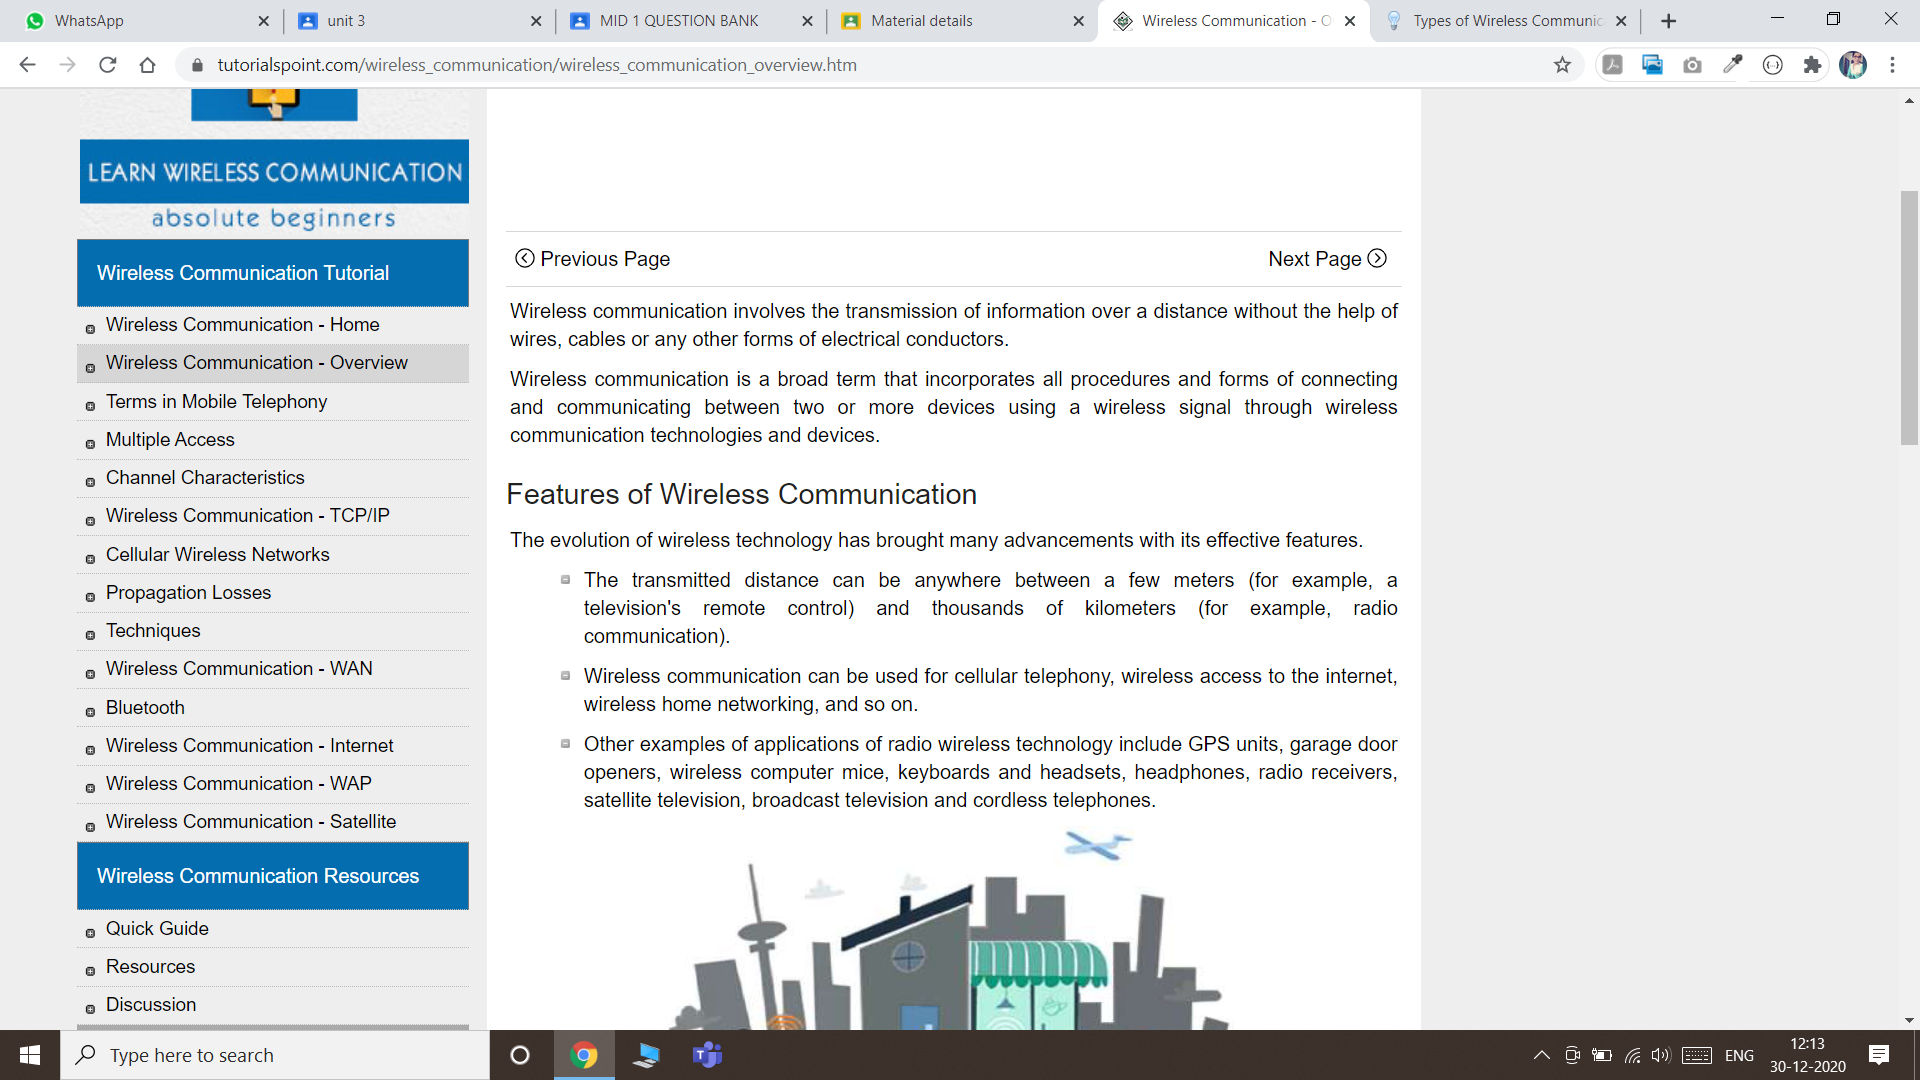 WhatsApp
unit 3
MID 1 QUESTION BANK
Material details
Wireless Communication - O
Types of Wireless Communic
tutorialspoint.com/wireless_communication/wireless_communication_overview.htm
LEARN WIRELESS COMMUNICATION
absolute beginners
Wireless Communication Tutorial
Wireless Communication - Home
Wireless Communication - Overview
Terms in Mobile Telephony
Multiple Access
Channel Characteristics
Wireless Communication - TCP/IP
Cellular Wireless Networks
Propagation Losses
Techniques
Wireless Communication - WAN
Bluetooth
Wireless Communication - Internet
Wireless Communication - WAP
Wireless Communication - Satellite
Wireless Communication Resources
Quick Guide
Resources
Discussion
Previous Page
Next Page
Wireless communication involves the transmission of information over a distance without the help of
wires, cables or any other forms of electrical conductors.
Wireless communication is a broad term that incorporates all procedures and forms of connecting
and communicating between two or more devices using a wireless signal through wireless
communication technologies and devices.
Features of Wireless Communication
The evolution of wireless technology has brought many advancements with its effective features.
The transmitted distance can be anywhere between a few meters (for example, a
television's remote control) and thousands of kilometers (for example, radio
communication).
Wireless communication can be used for cellular telephony, wireless access to the internet,
wireless home networking, and so on.
Other examples of applications of radio wireless technology include GPS units, garage door
openers, wireless computer mice, keyboards and headsets, headphones, radio receivers,
satellite television, broadcast television and cordless telephones.
Type here to search
ENG
12:13
30-12-2020